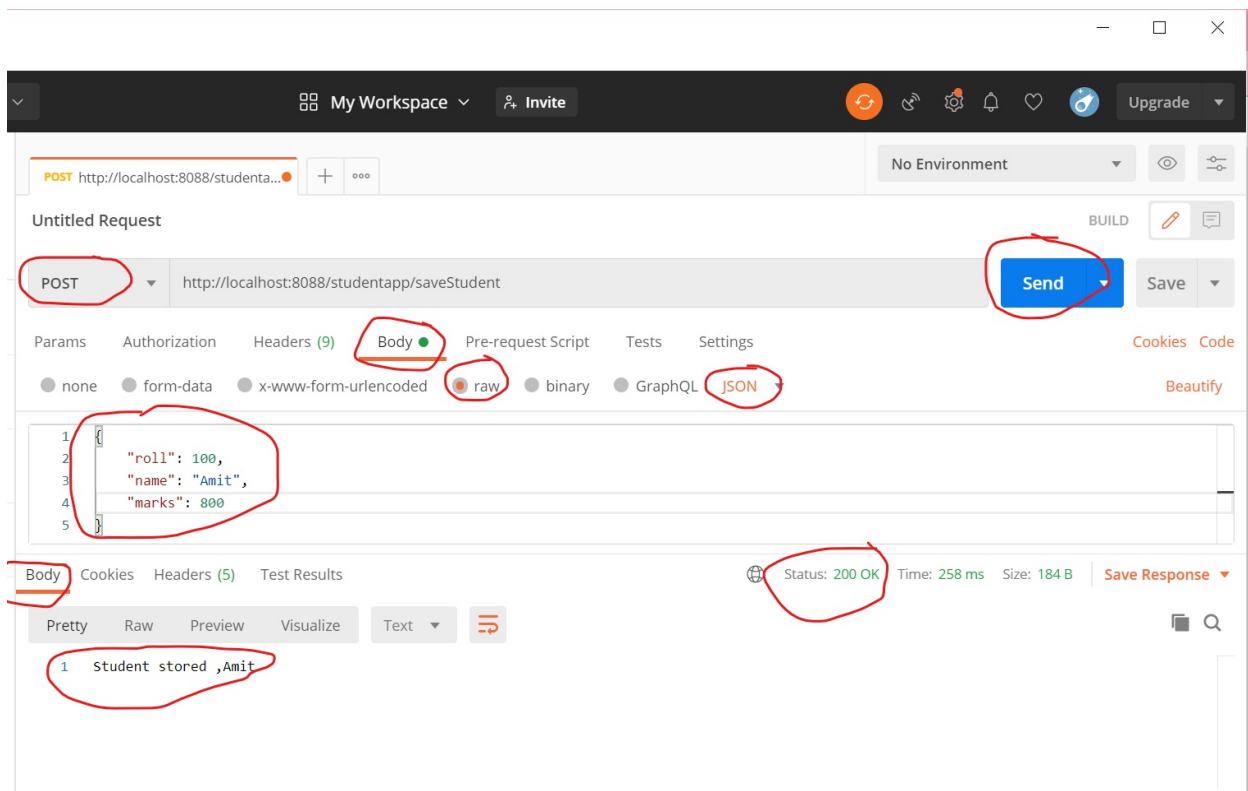 My Workspace Invite Upgrade
POST http://localhost:8088/studenta... No Environment
Untitled Request BUILD
POST http://localhost:8088/studentapp/saveStudent Send Save
Params Authorization Headers (9) Body Pre-request Script Tests Settings Cookies Code
none form-data x-www-form-urlencoded raw binary GraphQL JSON Beautify
1 {
2 "roll": 100,
3 "name": "Amit",
4 "marks": 800
5 }
Body Cookies Headers (5) Test Results Status: 200 OK Time: 258 ms Size: 184 B Save Response
Pretty Raw Preview Visualize Text
1 Student stored ,Amit